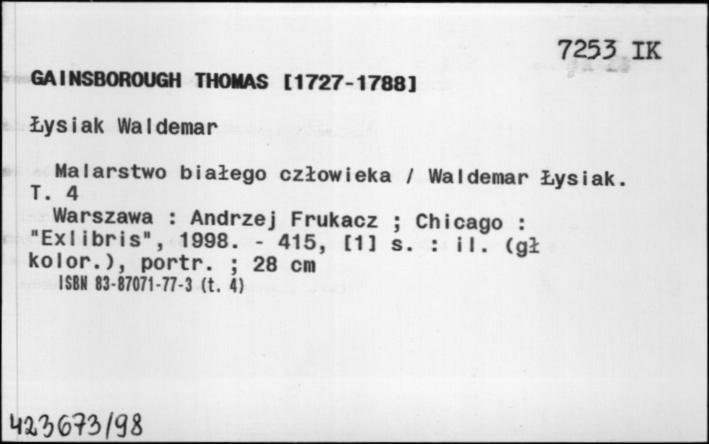 7253 IK
GAINSBOROUGH THOMAS [1727-1788]
Łysiak Waldemar
Malarstwo białego człowieka / Waldemar Łysiak.
T. 4
Warszawa : Andrzej Frukacz ; Chicago :
"Exlibris", 1998. - 415, [1] s. : il. (gł
kolor.), portr. ; 28 cm
ISBN 83-87071-77-3 (t. 4)
423673/98